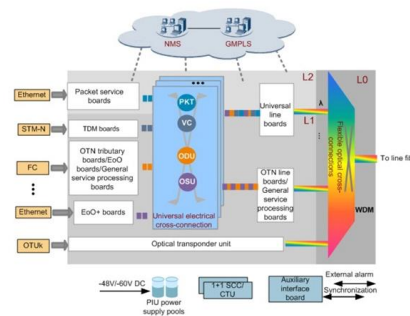 NMS
GMPLS
L2
L0
Ethernet
Packet service
boards
PKT
Universal
line
boards
λ
L1
STM-N
TDM boards
VC
FC
OTN tributary
boards/EoO
boards/General
service processing
boards
ODU
OSU
OTN line
boards/
General
service
processing
boards
Flexible optical cross-
connections
To line fi
Ethernet
EoO+ boards
Universal electrical
cross-connection
WDM
OTUk
Optical transponder unit
-48V/-60V DC
PIU power
supply pools
1+1 SCC/
CTU
Auxiliary
interface
board
External alarm
Synchronization